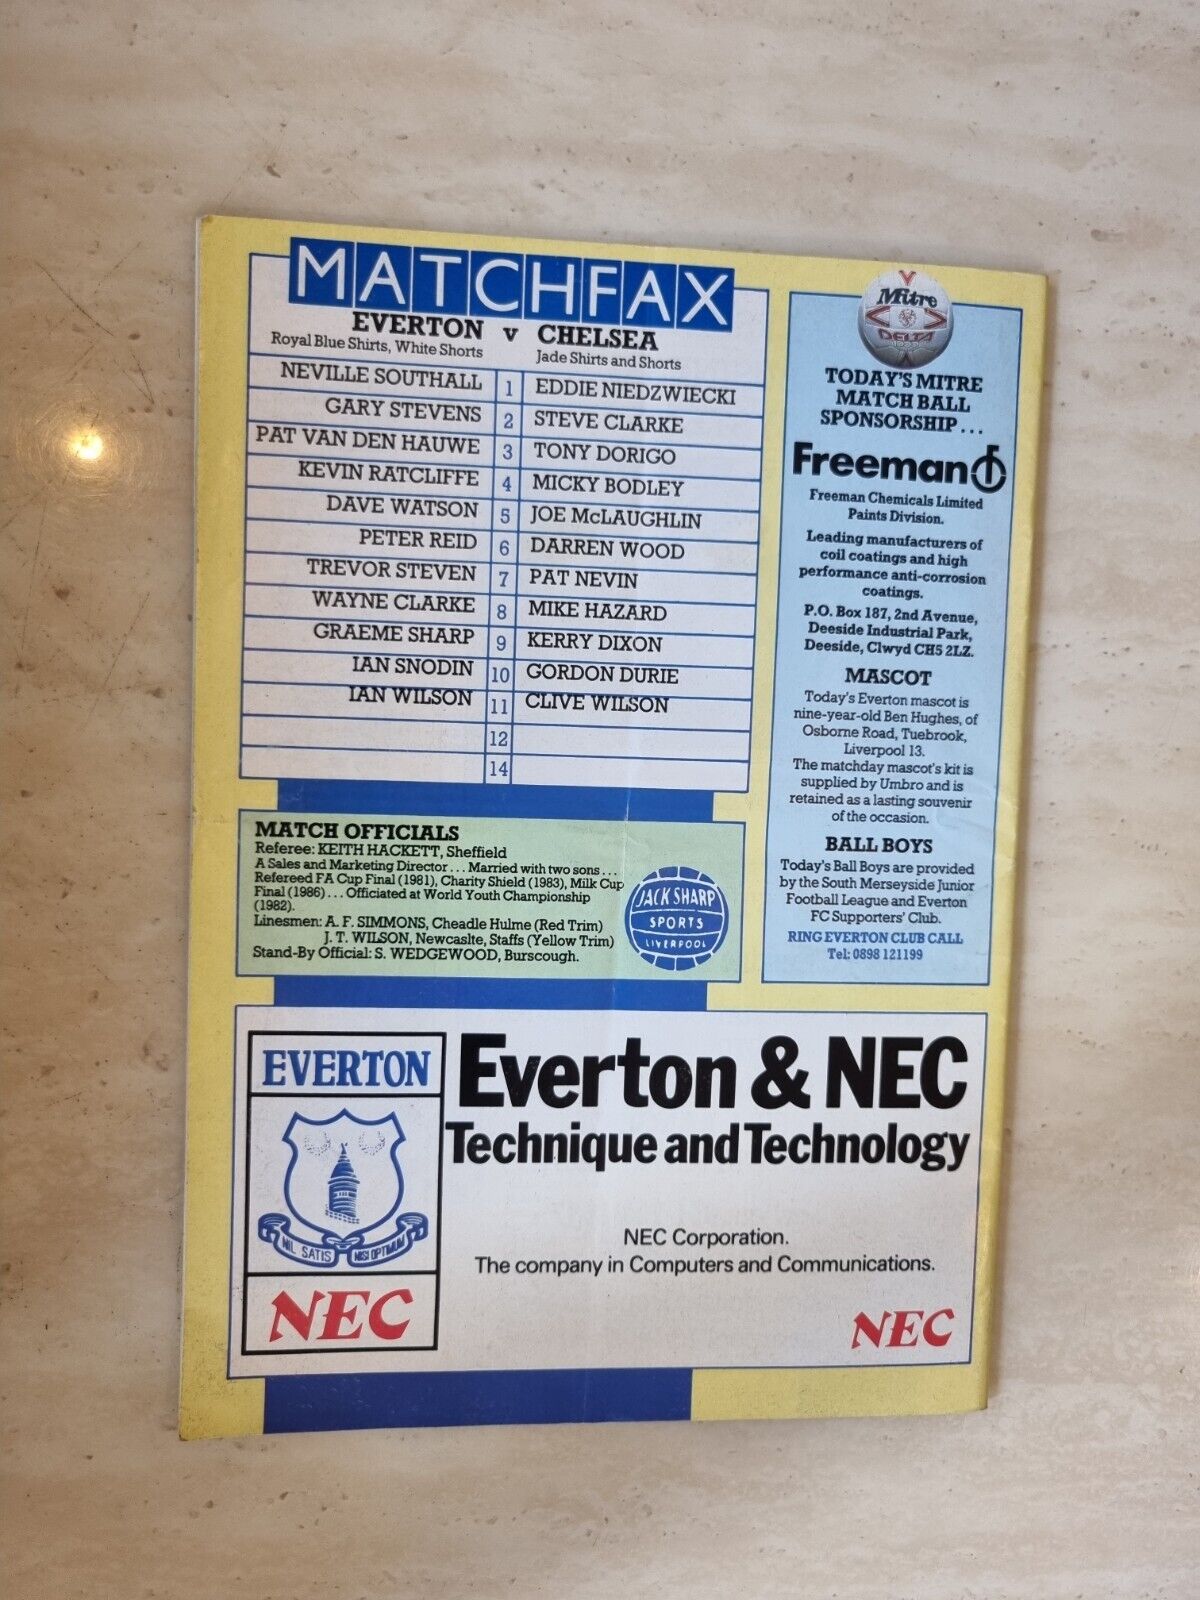 MATCHFAX
EVERTON v CHELSEA
Royal Blue Shirts, White Shorts Jade Shirts and Shorts
NEVILLE SOUTHALL 1 EDDIE NIEDZWIECKI
GARY STEVENS 2 STEVE CLARKE
PAT VAN DEN HAUWE 3 TONY DORIGO
KEVIN RATCLIFFE 4 MICKY BODLEY
DAVE WATSON 5 JOE McLAUGHLIN
PETER REID 6 DARREN WOOD
TREVOR STEVEN 7 PAT NEVIN
WAYNE CLARKE 8 MIKE HAZARD
GRAEME SHARP 9 KERRY DIXON
IAN SNODIN 10 GORDON DURIE
IAN WILSON 11 CLIVE WILSON
12
14
MATCH OFFICIALS
Referee: KEITH HACKETT, Sheffield
A Sales and Marketing Director... Married with two sons...
Refereed FA Cup Final (1981), Charity Shield (1983), Milk Cup
Final (1986)... Officiated at World Youth Championship
(1982).
Linesmen: A. F. SIMMONS, Cheadle Hulme (Red Trim)
J. T. WILSON, Newcaslte, Staffs (Yellow Trim)
Stand-By Official: S. WEDGEWOOD, Burscough.
JACK SHARP
SPORTS
LIVERPOOL
Mitre
DELTA
TODAY'S MITRE
MATCH BALL
SPONSORSHIP...
Freeman
Freeman Chemicals Limited
Paints Division.
Leading manufacturers of
coil coatings and high
performance anti-corrosion
coatings.
P.O. Box 187, 2nd Avenue,
Deeside Industrial Park,
Deeside, Clwyd CH5 2LZ.
MASCOT
Today's Everton mascot is
nine-year-old Ben Hughes, of
Osborne Road, Tuebrook,
Liverpool 13.
The matchday mascot's kit is
supplied by Umbro and is
retained as a lasting souvenir
of the occasion.
BALL BOYS
Today's Ball Boys are provided
by the South Merseyside Junior
Football League and Everton
FC Supporters' Club.
RING EVERTON CLUB CALL
Tel: 0898 121199
EVERTON
NIL SATIS NISI OPTIMUM
NEC
Everton & NEC
Technique and Technology
NEC Corporation.
The company in Computers and Communications.
NEC